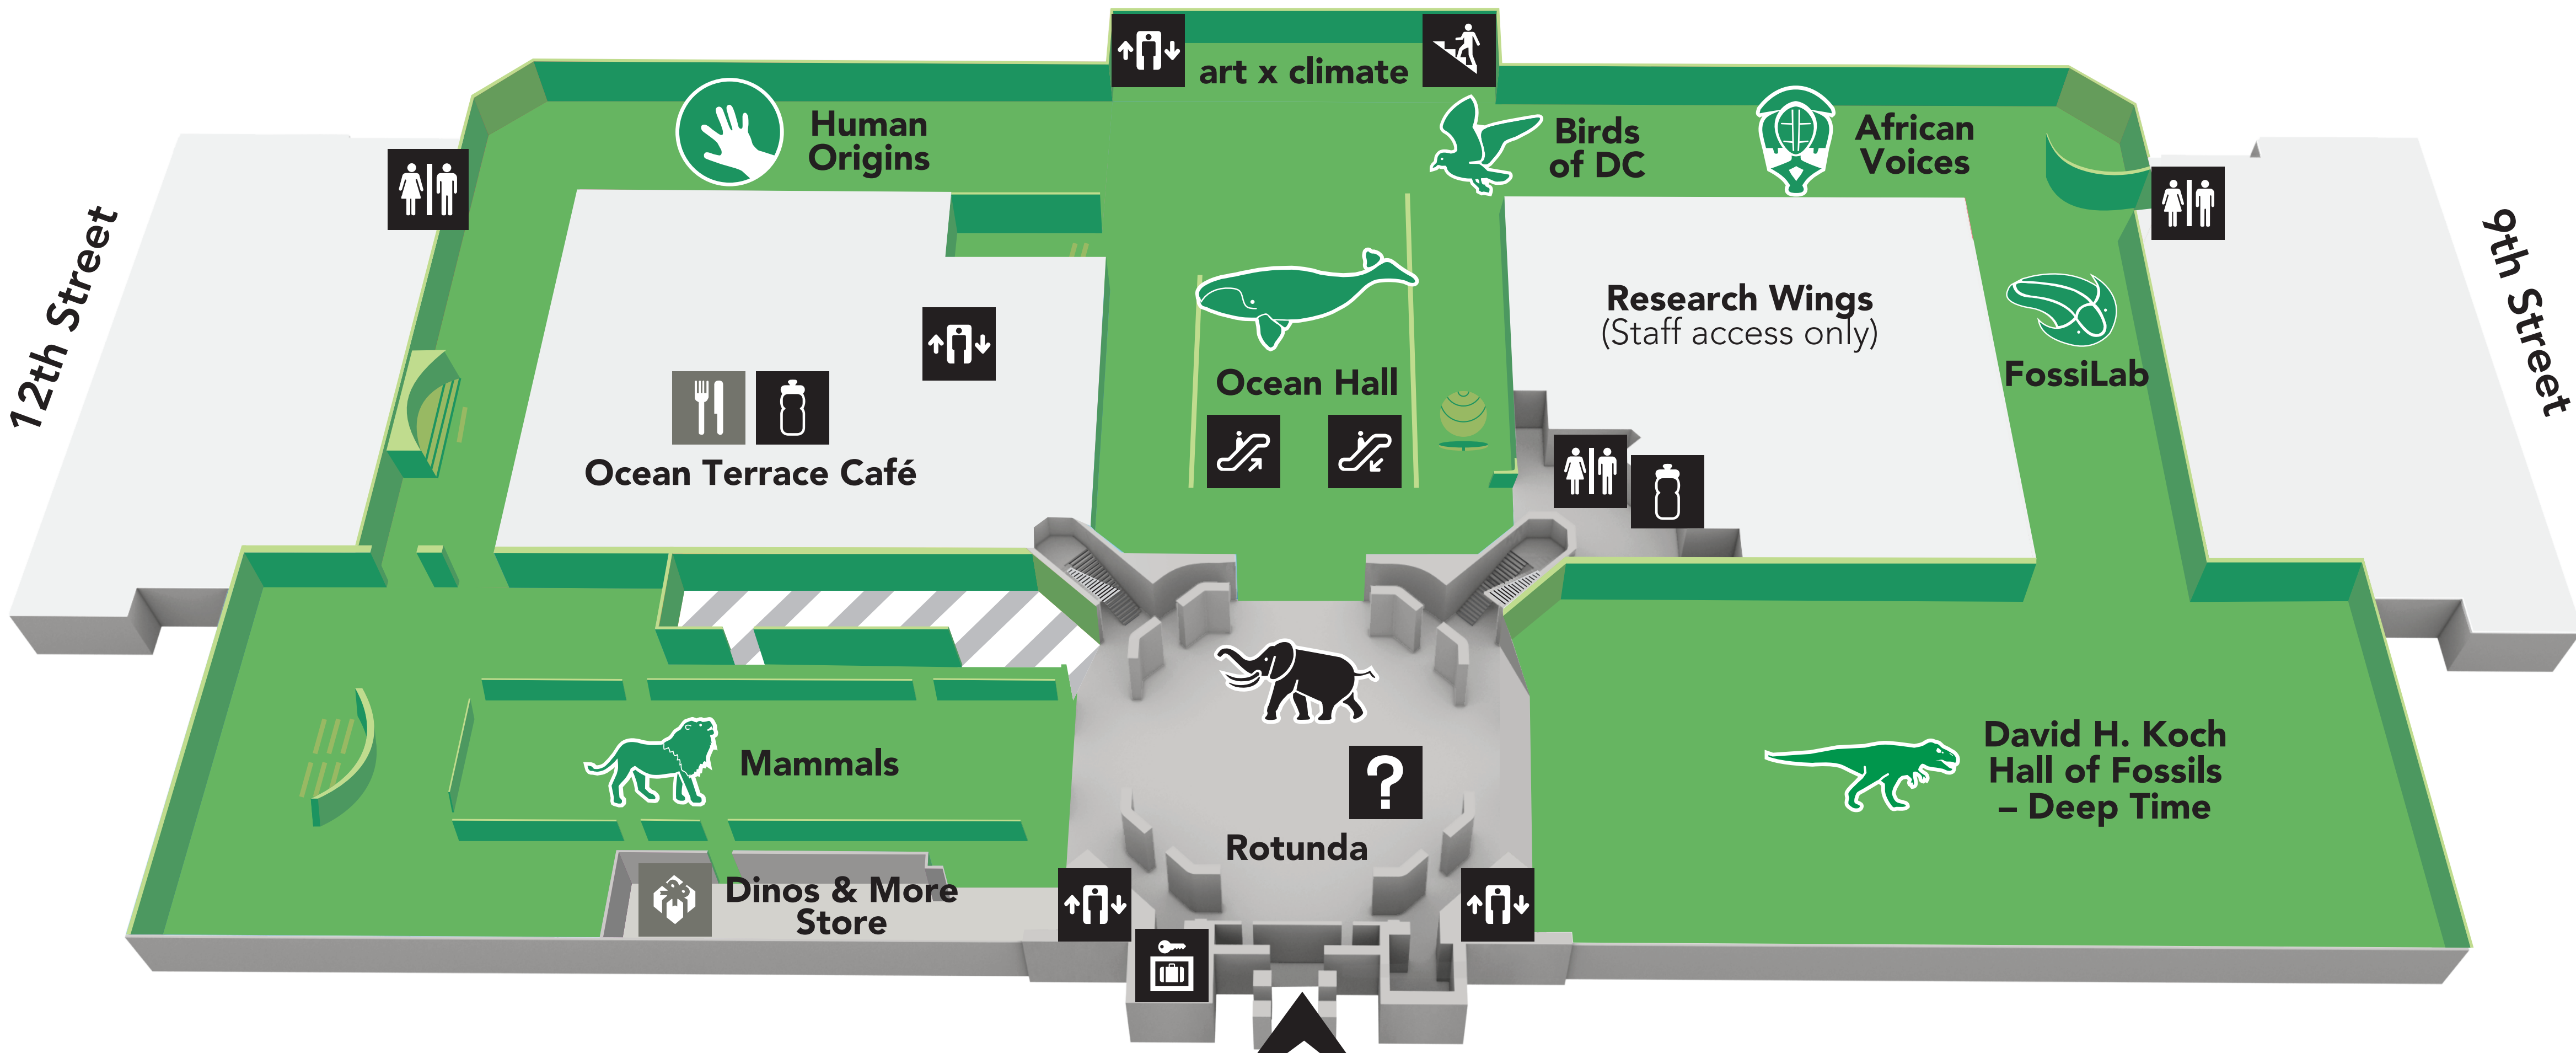 art x climate
Human
Origins
Birds
of DC
African
Voices
12th Street
9th Street
Research Wings
(Staff access only)
Ocean Hall
FossiLab
Ocean Terrace Café
?
Mammals
David H. Koch
Hall of Fossils
– Deep Time
Rotunda
Dinos & More
Store